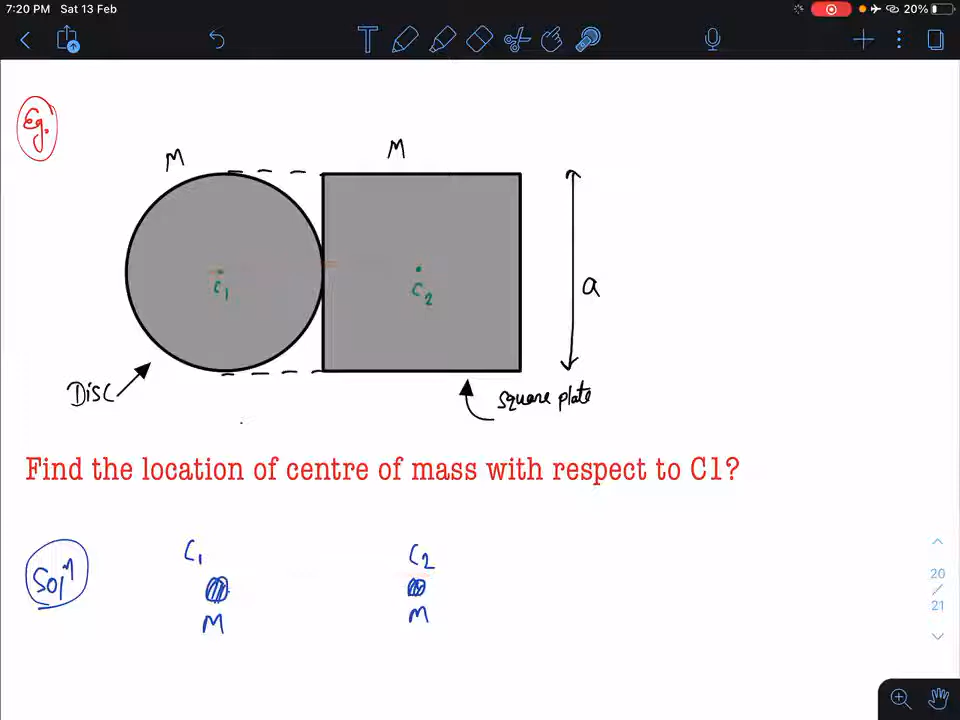 7:20 PM Sat 13 Feb
20%
Eg.
M
M
C1
C2
a
DISC
square plate
Find the location of centre of mass with respect to C1?
Solⁿ
C1
C2
M
M
20
/
21